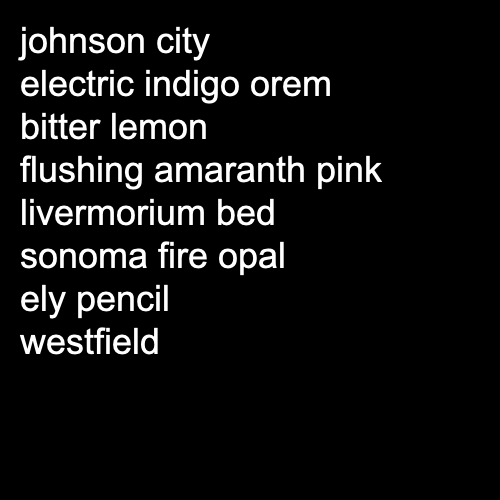 johnson city
electric indigo orem
bitter lemon
flushing amaranth pink
livermorium bed
sonoma fire opal
ely pencil
westfield